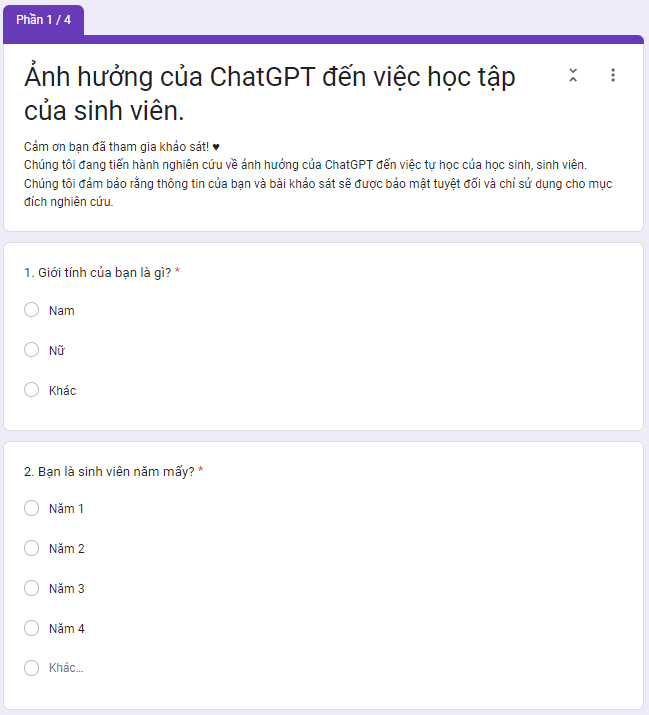 Phần 1 / 4
Ảnh hưởng của ChatGPT đến việc học tập
của sinh viên.
Cảm ơn bạn đã tham gia khảo sát! ♥
Chúng tôi đang tiến hành nghiên cứu về ảnh hưởng của ChatGPT đến việc tự học của học sinh, sinh viên.
Chúng tôi đảm bảo rằng thông tin của bạn và bài khảo sát sẽ được bảo mật tuyệt đối và chỉ sử dụng cho mục
đích nghiên cứu.
1. Giới tính của bạn là gì? *
Nam
Nữ
Khác
2. Bạn là sinh viên năm mấy? *
Năm 1
Năm 2
Năm 3
Năm 4
Khác...